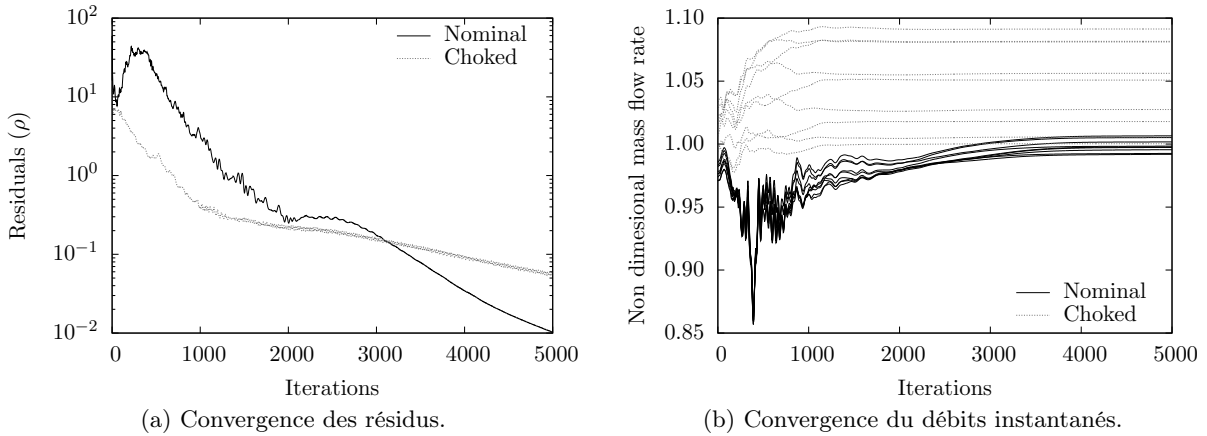 10^2
10^1
10^0
10^-1
10^-2
Residuals (ρ)
Nominal
Choked
0 1000 2000 3000 4000 5000
Iterations
(a) Convergence des résidus.
1.10
1.05
1.00
0.95
0.90
0.85
Non dimesional mass flow rate
Nominal
Choked
0 1000 2000 3000 4000 5000
Iterations
(b) Convergence du débits instantanés.